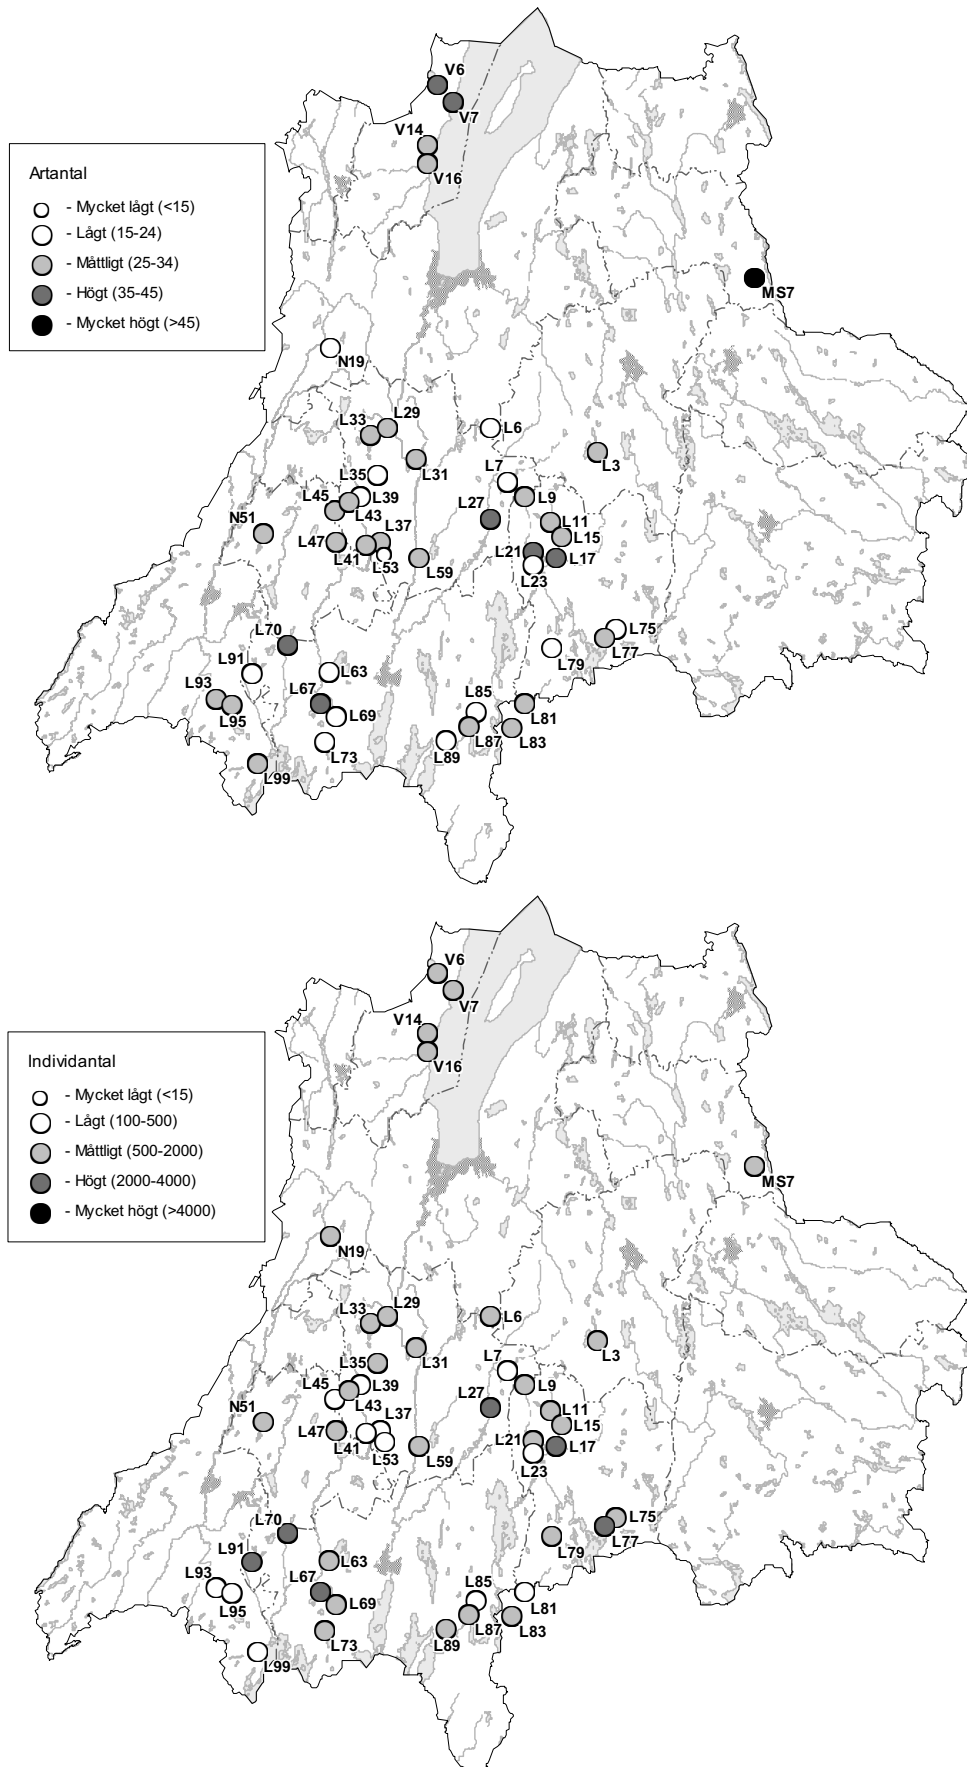 V6
V7
V14
V16
Artantal
- Mycket lågt (<15)
- Lågt (15-24)
- Måttligt (25-34)
- Högt (35-45)
- Mycket högt (>45)
MS7
N19
L29
L33
L6
L31
L3
L7
L35
L39
L9
L45
L43
L27
L11
N51
L37
L15
L47
L41
L21
L17
L53
L59
L23
L75
L70
L77
L91
L63
L79
L93
L67
L85
L95
L69
L81
L87
L83
L73
L89
L99
V6
V7
V14
V16
Individantal
- Mycket lågt (<15)
- Lågt (100-500)
- Måttligt (500-2000)
- Högt (2000-4000)
- Mycket högt (>4000)
MS7
N19
L29
L33
L6
L31
L3
L7
L35
L39
L9
L45
L43
L27
L11
N51
L37
L15
L47
L41
L21
L17
L53
L59
L23
L75
L70
L77
L91
L63
L79
L93
L67
L85
L95
L69
L81
L87
L83
L73
L89
L99